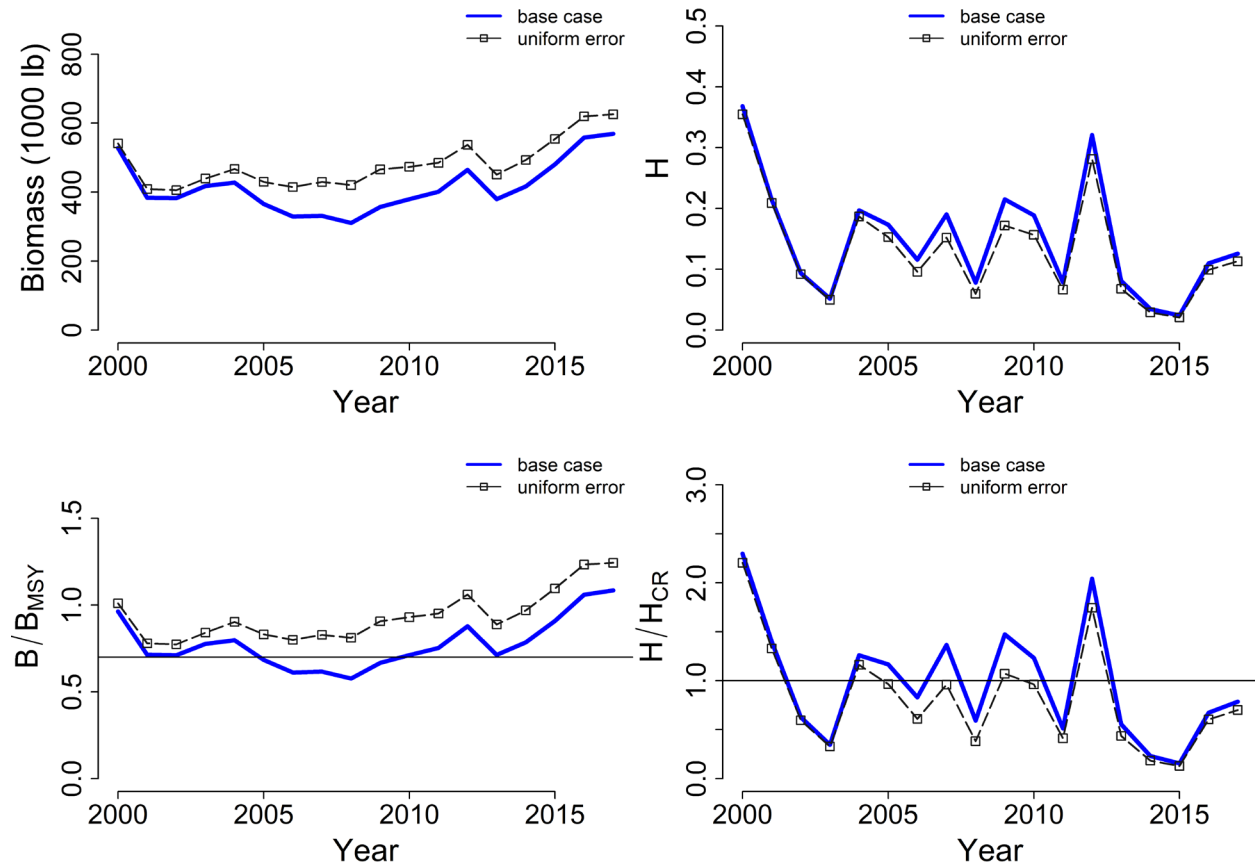 base case
uniform error
Biomass (1000 lb)
800
600
400
200
0
2000 2005 2010 2015
Year
base case
uniform error
H
0.5
0.4
0.3
0.2
0.1
0.0
2000 2005 2010 2015
Year
base case
uniform error
B/B_MSY
1.5
1.0
0.5
0.0
2000 2005 2010 2015
Year
base case
uniform error
H/H_CR
3.0
2.0
1.0
0.0
2000 2005 2010 2015
Year